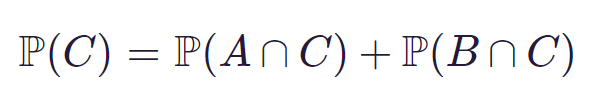 ℙ(C) = ℙ(A ∩ C) + ℙ(B ∩ C)